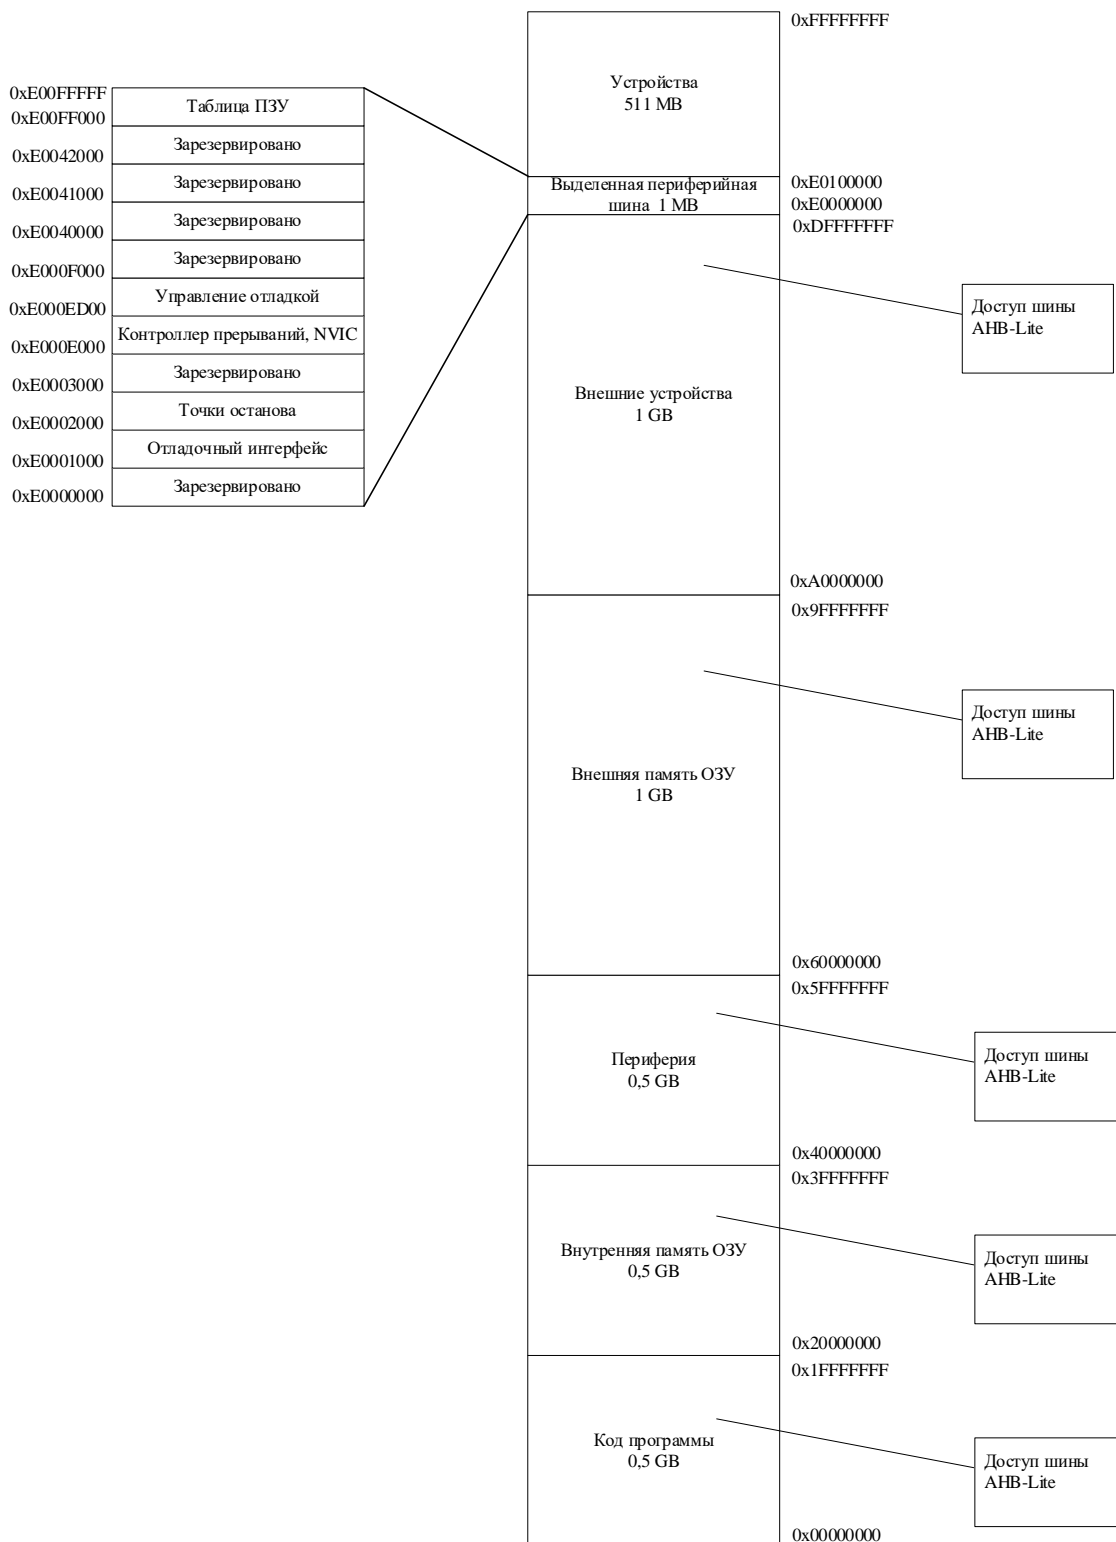 0xFFFFFFFF
Устройства
511 MB
0xE00FFFFF
Таблица ПЗУ
0xE00FF000
Зарезервировано
0xE0042000
Зарезервировано
0xE0041000
Зарезервировано
0xE0040000
Зарезервировано
0xE000F000
Управление отладкой
0xE000ED00
Контроллер прерываний, NVIC
0xE000E000
Зарезервировано
0xE0003000
Точки останова
0xE0002000
Отладочный интерфейс
0xE0001000
Зарезервировано
0xE0000000
Выделенная периферийная
шина 1 MB
0xE0100000
0xE0000000
0xDFFFFFFF
Доступ шины
AHB-Lite
Внешние устройства
1 GB
0xA0000000
0x9FFFFFFF
Доступ шины
AHB-Lite
Внешняя память ОЗУ
1 GB
0x60000000
0x5FFFFFFF
Периферия
0,5 GB
Доступ шины
AHB-Lite
0x40000000
0x3FFFFFFF
Внутренняя память ОЗУ
0,5 GB
Доступ шины
AHB-Lite
0x20000000
0x1FFFFFFF
Код программы
0,5 GB
Доступ шины
AHB-Lite
0x00000000